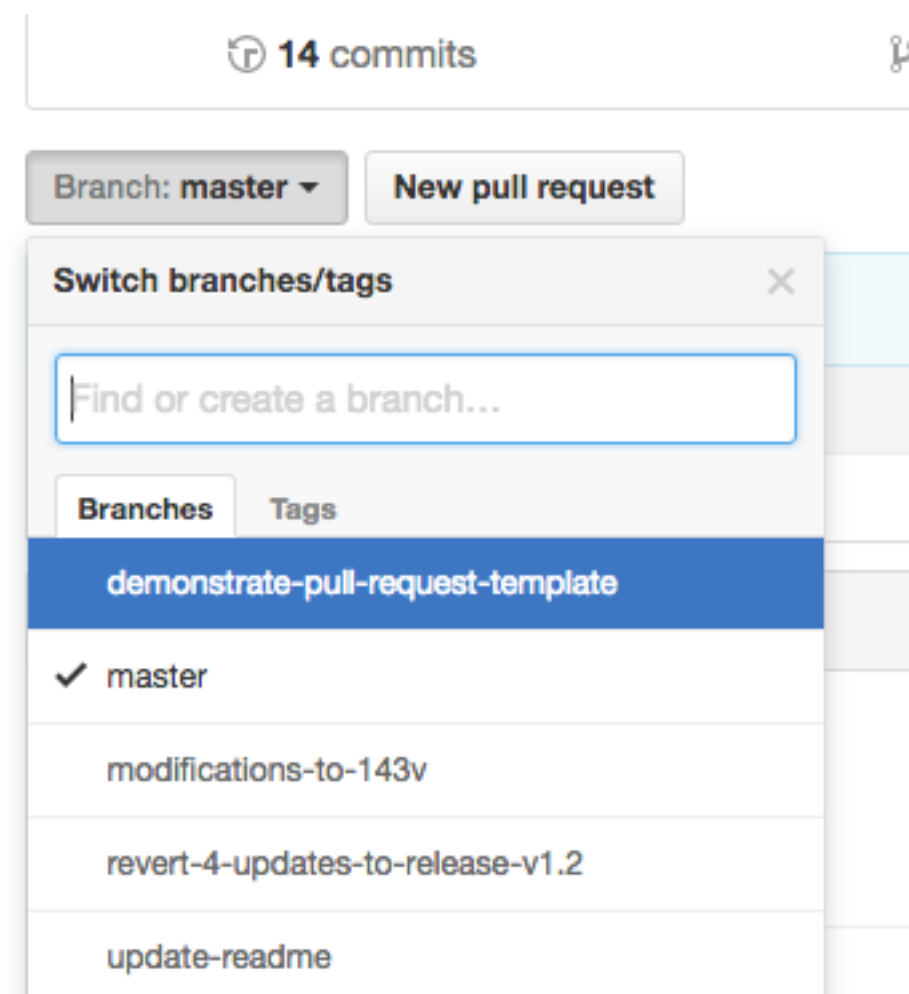 14 commits
Branch: master
New pull request
Switch branches/tags
Find or create a branch...
Branches
Tags
demonstrate-pull-request-template
master
modifications-to-143v
revert-4-updates-to-release-v1.2
update-readme